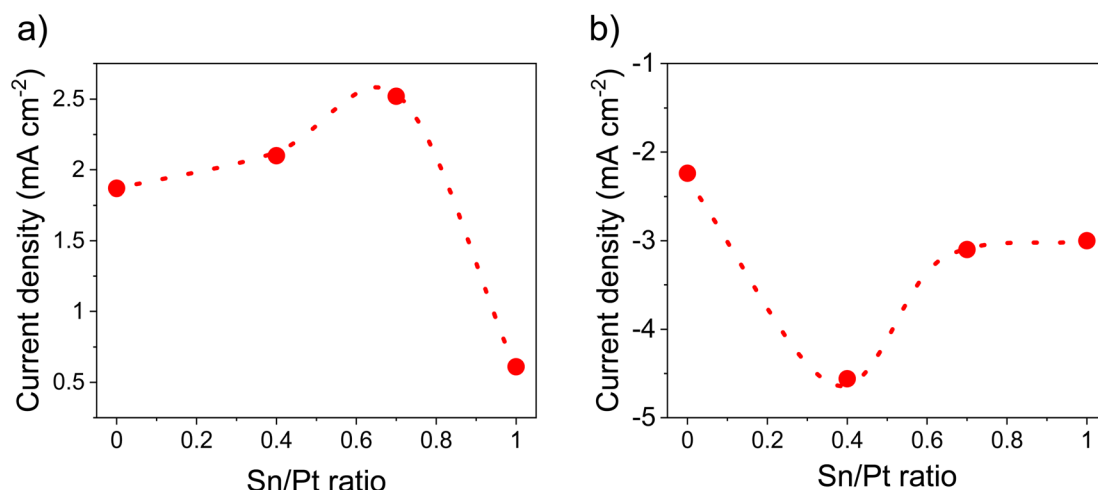 a)
Current density (mA cm⁻²)
2.5
2
1.5
1
0.5
0 0.2 0.4 0.6 0.8 1
Sn/Pt ratio
b)
Current density (mA cm⁻²)
-1
-2
-3
-4
-5
0 0.2 0.4 0.6 0.8 1
Sn/Pt ratio